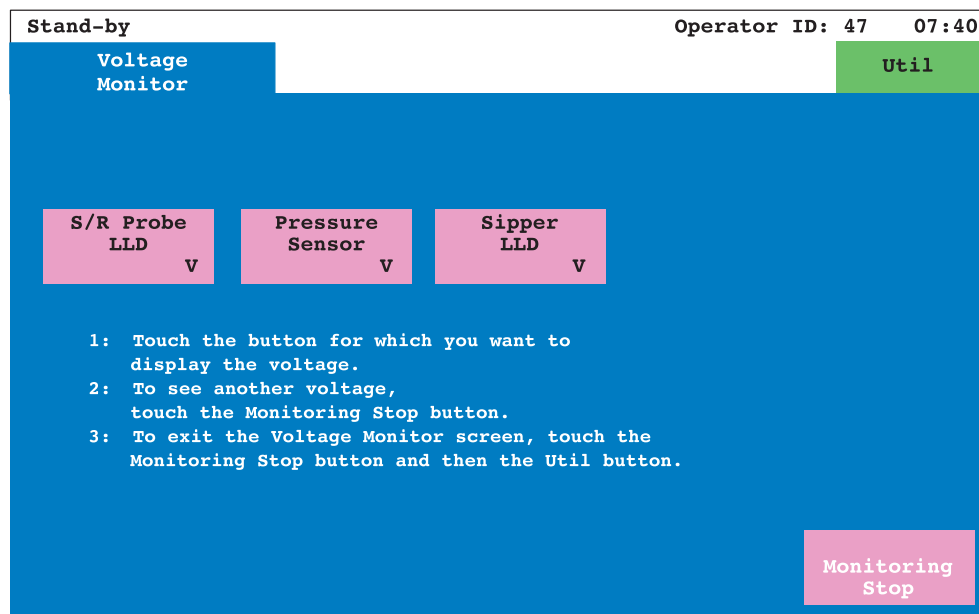 Stand-by Operator ID: 47 07:40
Voltage
Monitor
Util
S/R Probe
LLD
V
Pressure
Sensor
V
Sipper
LLD
V
1: Touch the button for which you want to
display the voltage.
2: To see another voltage,
touch the Monitoring Stop button.
3: To exit the Voltage Monitor screen, touch the
Monitoring Stop button and then the Util button.
Monitoring
Stop